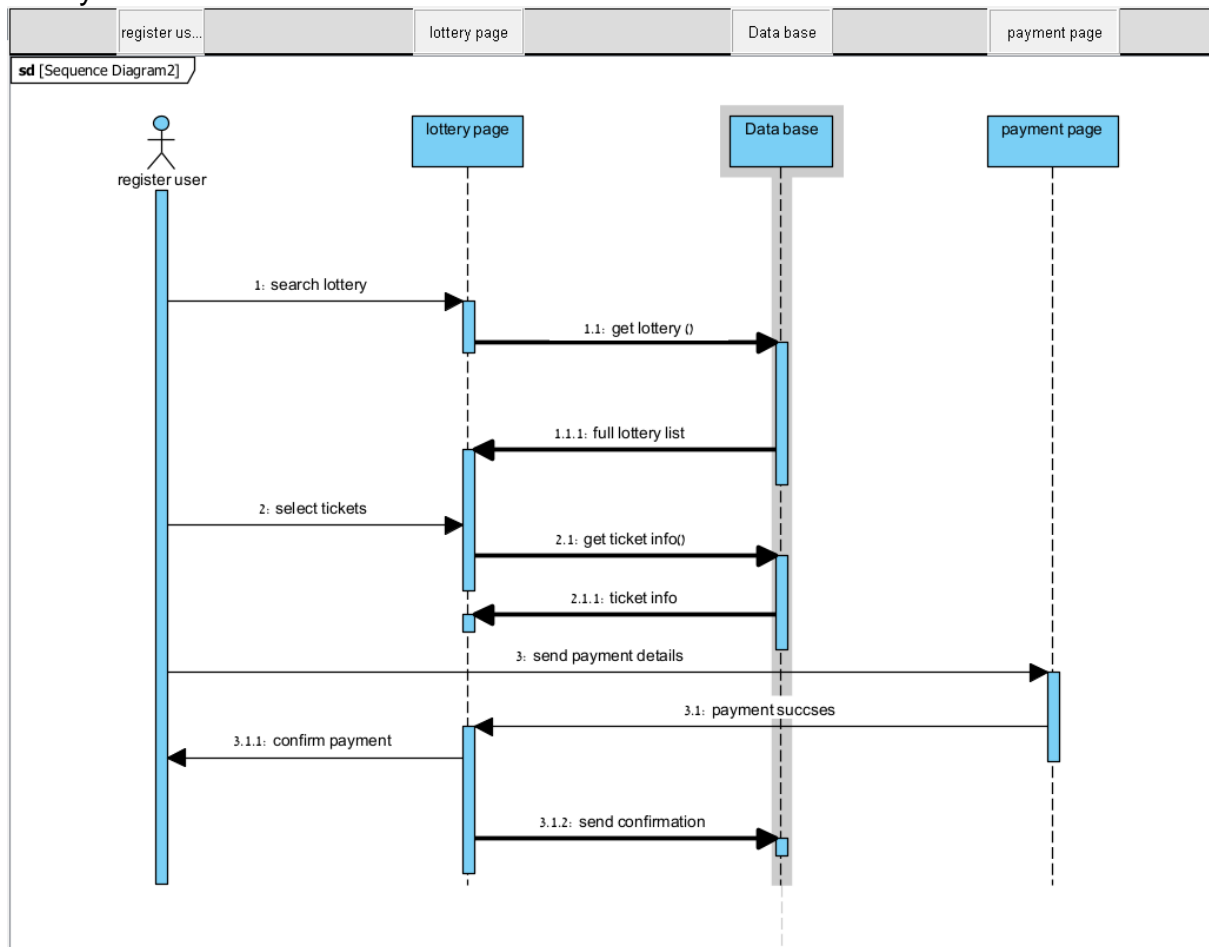 register us...
lottery page
Data base
payment page
sd [Sequence Diagram2]
lottery page
Data base
payment page
register user
1: search lottery
1.1: get lottery ()
1.1.1: full lottery list
2: select tickets
2.1: get ticket info()
2.1.1: ticket info
3: send payment details
3.1: payment succses
3.1.1: confirm payment
3.1.2: send confirmation